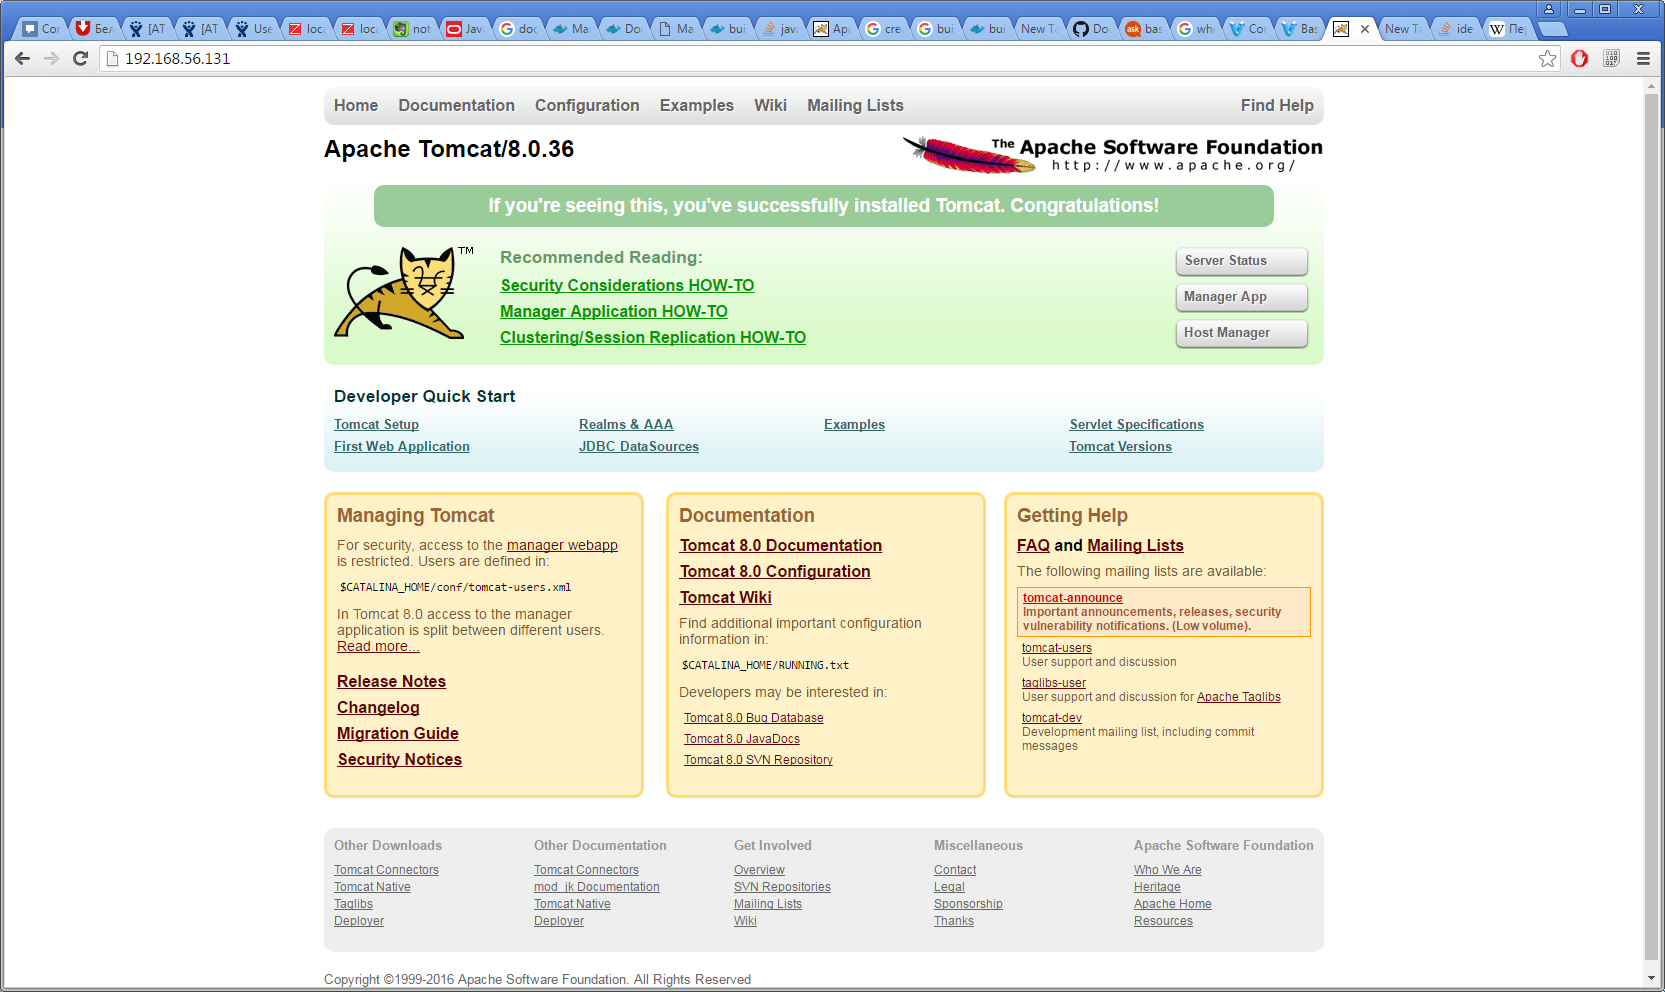 Cor
Бел
[AT
[AT
Use
loca
loca
not
Java
doc
Ma
Do
Ma
bui
java
Apa
cre
bui
bui
New Ta
Do
bas
whe
Cor
Bas
New Ta
ide
Пе
192.168.56.131
Home Documentation Configuration Examples Wiki Mailing Lists Find Help
Apache Tomcat/8.0.36
The Apache Software Foundation
http://www.apache.org/
If you're seeing this, you've successfully installed Tomcat. Congratulations!
TM
Recommended Reading:
Security Considerations HOW-TO
Manager Application HOW-TO
Clustering/Session Replication HOW-TO
Server Status
Manager App
Host Manager
Developer Quick Start
Tomcat Setup
First Web Application
Realms & AAA
JDBC DataSources
Examples
Servlet Specifications
Tomcat Versions
Managing Tomcat
For security, access to the manager webapp
is restricted. Users are defined in:
$CATALINA_HOME/conf/tomcat-users.xml
In Tomcat 8.0 access to the manager
application is split between different users.
Read more...
Release Notes
Changelog
Migration Guide
Security Notices
Documentation
Tomcat 8.0 Documentation
Tomcat 8.0 Configuration
Tomcat Wiki
Find additional important configuration
information in:
$CATALINA_HOME/RUNNING.txt
Developers may be interested in:
Tomcat 8.0 Bug Database
Tomcat 8.0 JavaDocs
Tomcat 8.0 SVN Repository
Getting Help
FAQ and Mailing Lists
The following mailing lists are available:
tomcat-announce
Important announcements, releases, security
vulnerability notifications. (Low volume).
tomcat-users
User support and discussion
taglibs-user
User support and discussion for Apache Taglibs
tomcat-dev
Development mailing list, including commit
messages
Other Downloads
Tomcat Connectors
Tomcat Native
Taglibs
Deployer
Other Documentation
Tomcat Connectors
mod_jk Documentation
Tomcat Native
Deployer
Get Involved
Overview
SVN Repositories
Mailing Lists
Wiki
Miscellaneous
Contact
Legal
Sponsorship
Thanks
Apache Software Foundation
Who We Are
Heritage
Apache Home
Resources
Copyright ©1999-2016 Apache Software Foundation. All Rights Reserved